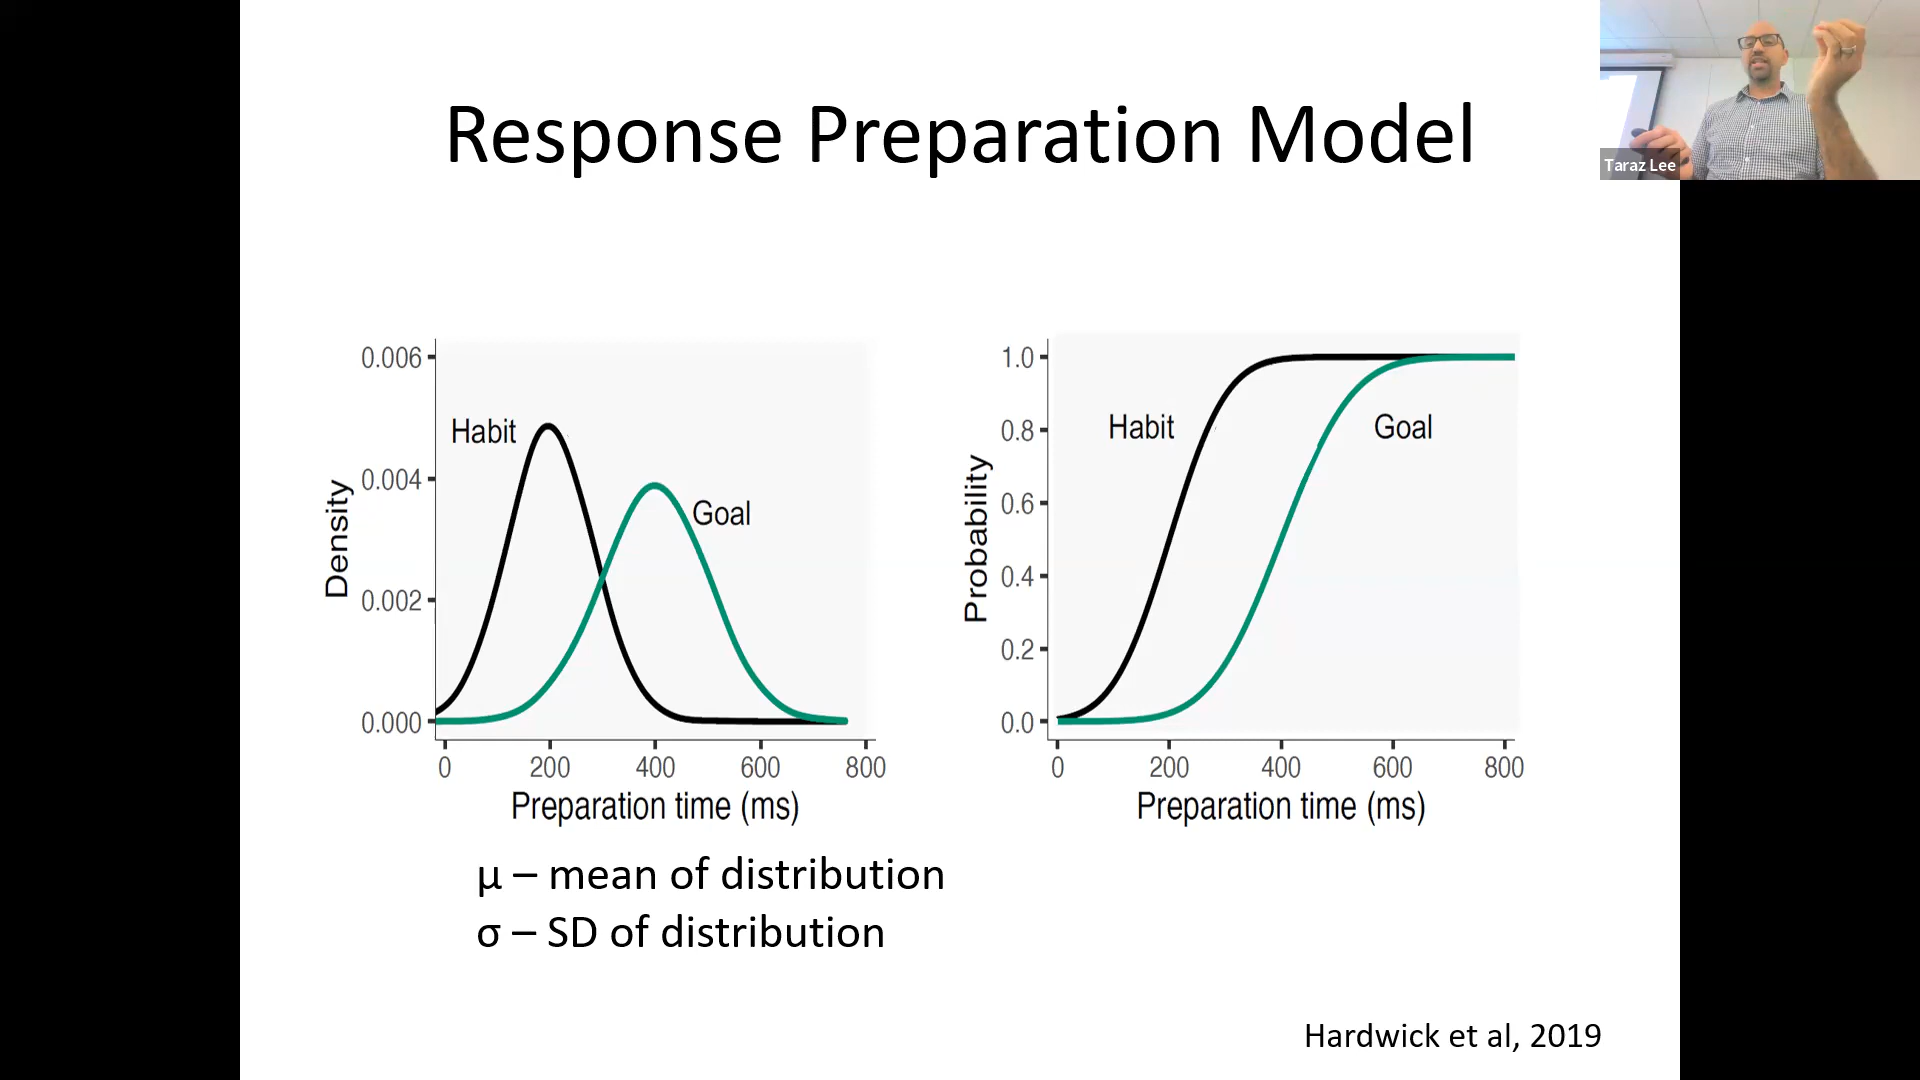 Response Preparation Model
Taraz Lee
0.006
0.004
0.002
0.000
Density
Habit
Goal
0
200
400
600
800
Preparation time (ms)
1.0
0.8
0.6
0.4
0.2
0.0
Probability
Habit
Goal
0
200
400
600
800
Preparation time (ms)
μ – mean of distribution
σ – SD of distribution
Hardwick et al, 2019